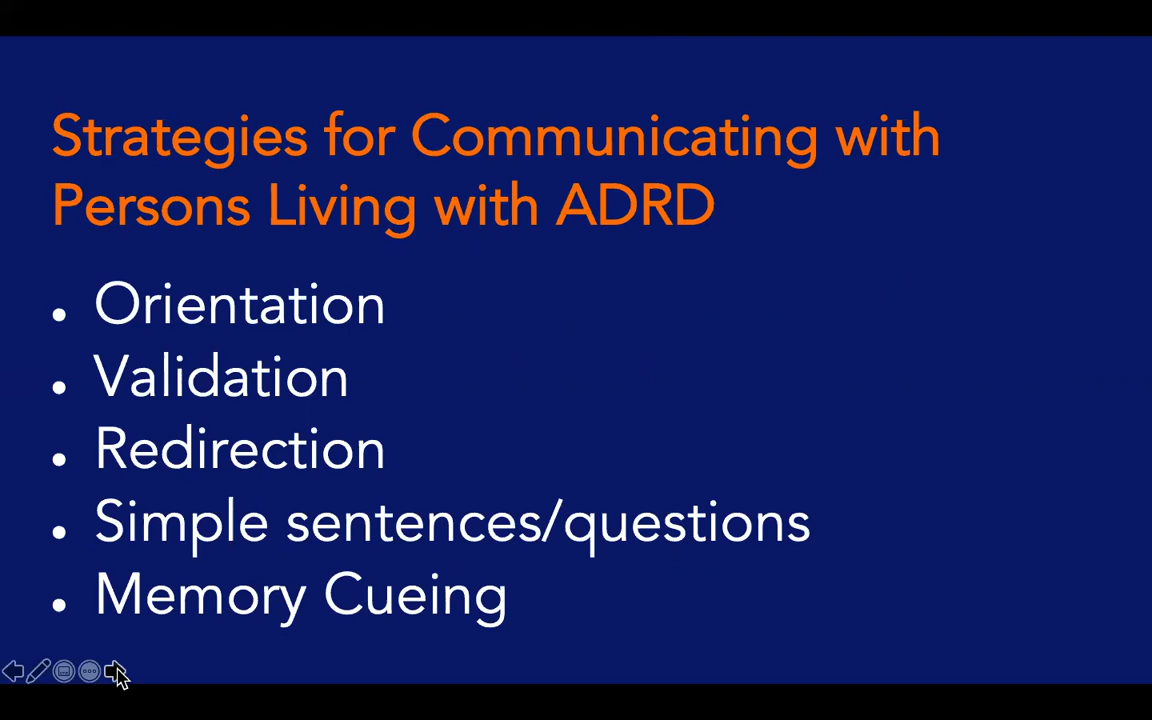 Strategies for Communicating with
Persons Living with ADRD
• Orientation
• Validation
• Redirection
• Simple sentences/questions
• Memory Cueing